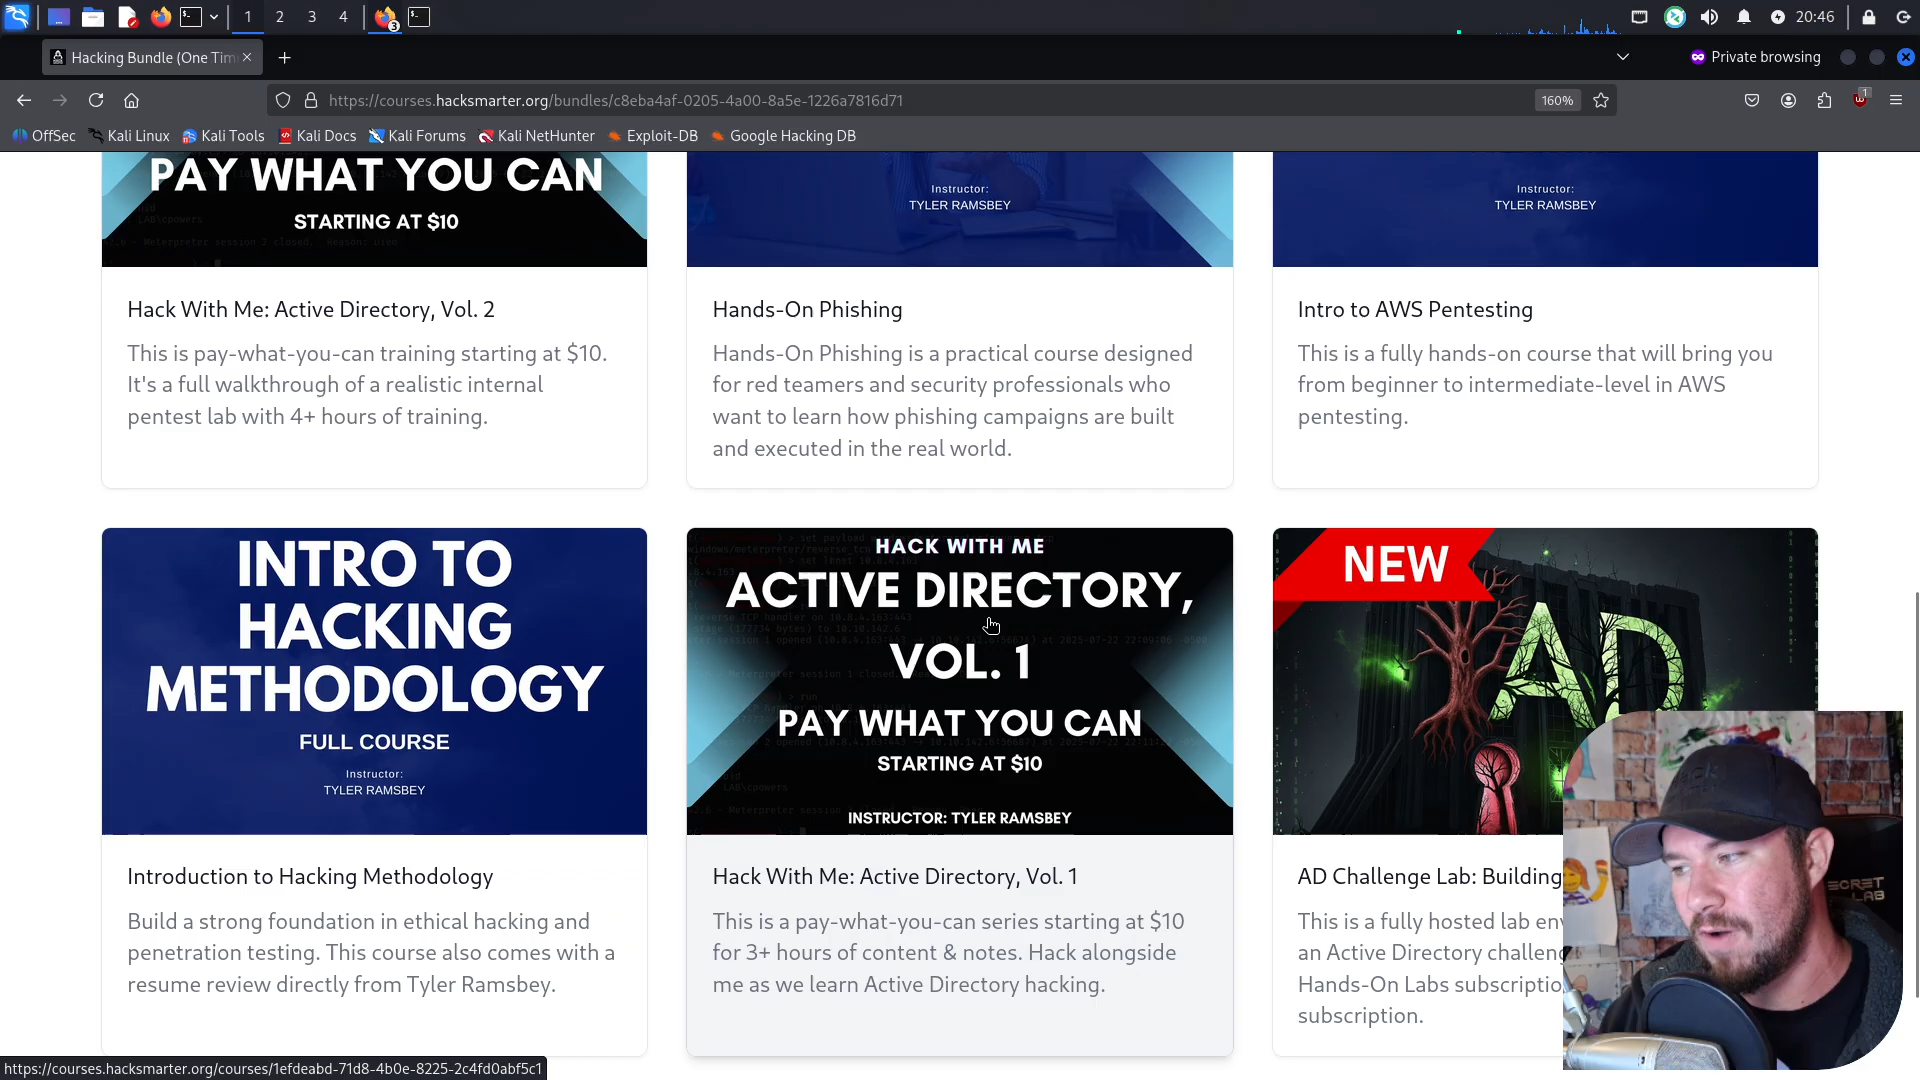 1
2
3
4
3
20:46
Hacking Bundle (One Tim
Private browsing
https://courses.hacksmarter.org/bundles/c8eba4af-0205-4a00-8a5e-1226a7816d71
160%
1
OffSec
Kali Linux
Kali Tools
Kali Docs
Kali Forums
Kali NetHunter
Exploit-DB
Google Hacking DB
PAY WHAT YOU CAN
STARTING AT $10
Instructor:
TYLER RAMSBEY
Instructor:
TYLER RAMSBEY
Hack With Me: Active Directory, Vol. 2
This is pay-what-you-can training starting at $10.
It's a full walkthrough of a realistic internal
pentest lab with 4+ hours of training.
Hands-On Phishing
Hands-On Phishing is a practical course designed
for red teamers and security professionals who
want to learn how phishing campaigns are built
and executed in the real world.
Intro to AWS Pentesting
This is a fully hands-on course that will bring you
from beginner to intermediate-level in AWS
pentesting.
INTRO TO
HACKING
METHODOLOGY
FULL COURSE
Instructor:
TYLER RAMSBEY
HACK WITH ME
ACTIVE DIRECTORY,
VOL. 1
PAY WHAT YOU CAN
STARTING AT $10
INSTRUCTOR: TYLER RAMSBEY
NEW
AD
Introduction to Hacking Methodology
Build a strong foundation in ethical hacking and
penetration testing. This course also comes with a
resume review directly from Tyler Ramsbey.
Hack With Me: Active Directory, Vol. 1
This is a pay-what-you-can series starting at $10
for 3+ hours of content & notes. Hack alongside
me as we learn Active Directory hacking.
AD Challenge Lab: Building
This is a fully hosted lab en
an Active Directory challen
Hands-On Labs subscriptio
subscription.
ECRET
LAB
https://courses.hacksmarter.org/courses/1efdeabd-71d8-4b0e-8225-2c4fd0abf5c1